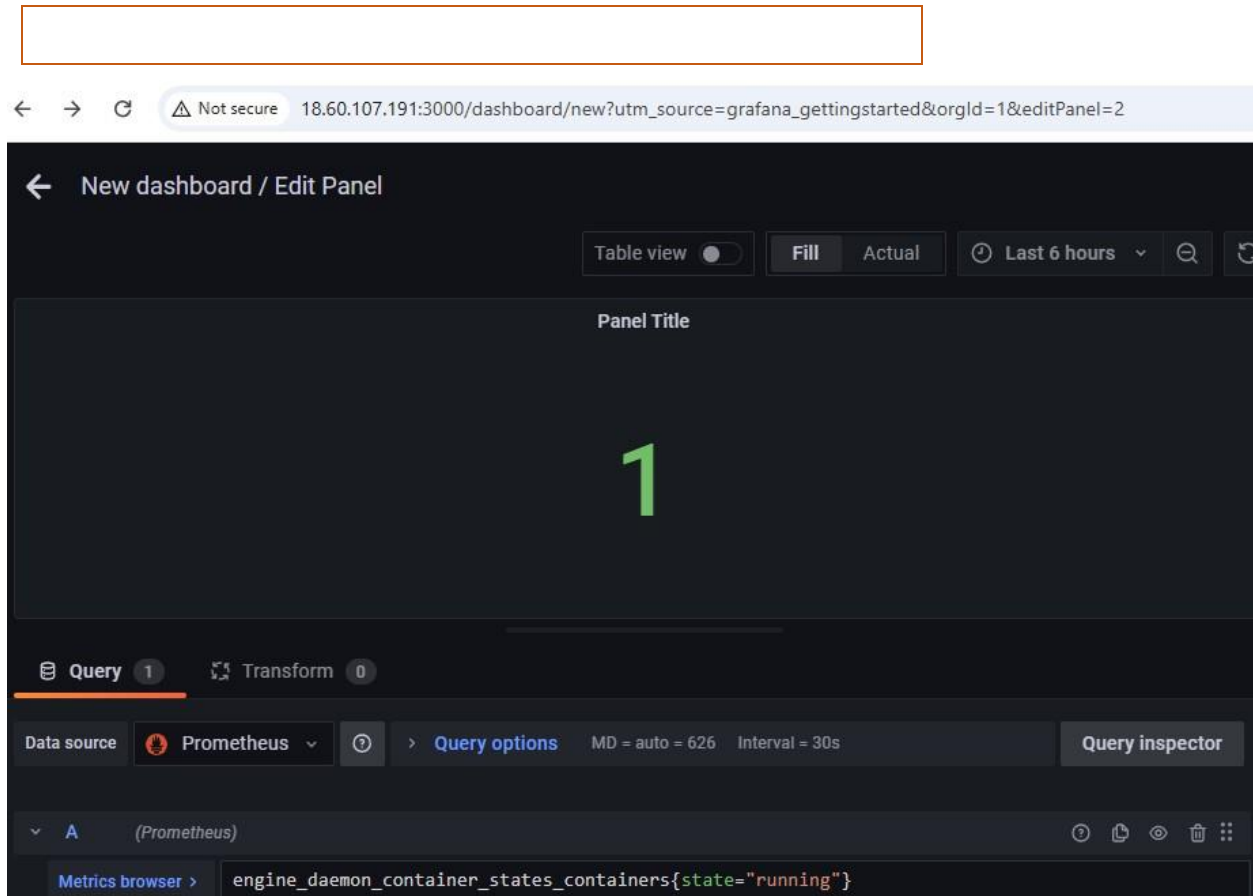 Not secure 18.60.107.191:3000/dashboard/new?utm_source=grafana_gettingstarted&orgId=1&editPanel=2
New dashboard / Edit Panel
Table view Fill Actual Last 6 hours
Panel Title
1
Query 1 Transform 0
Data source Prometheus Query options MD = auto = 626 Interval = 30s Query inspector
A (Prometheus)
Metrics browser > engine_daemon_container_states_containers{state="running"}